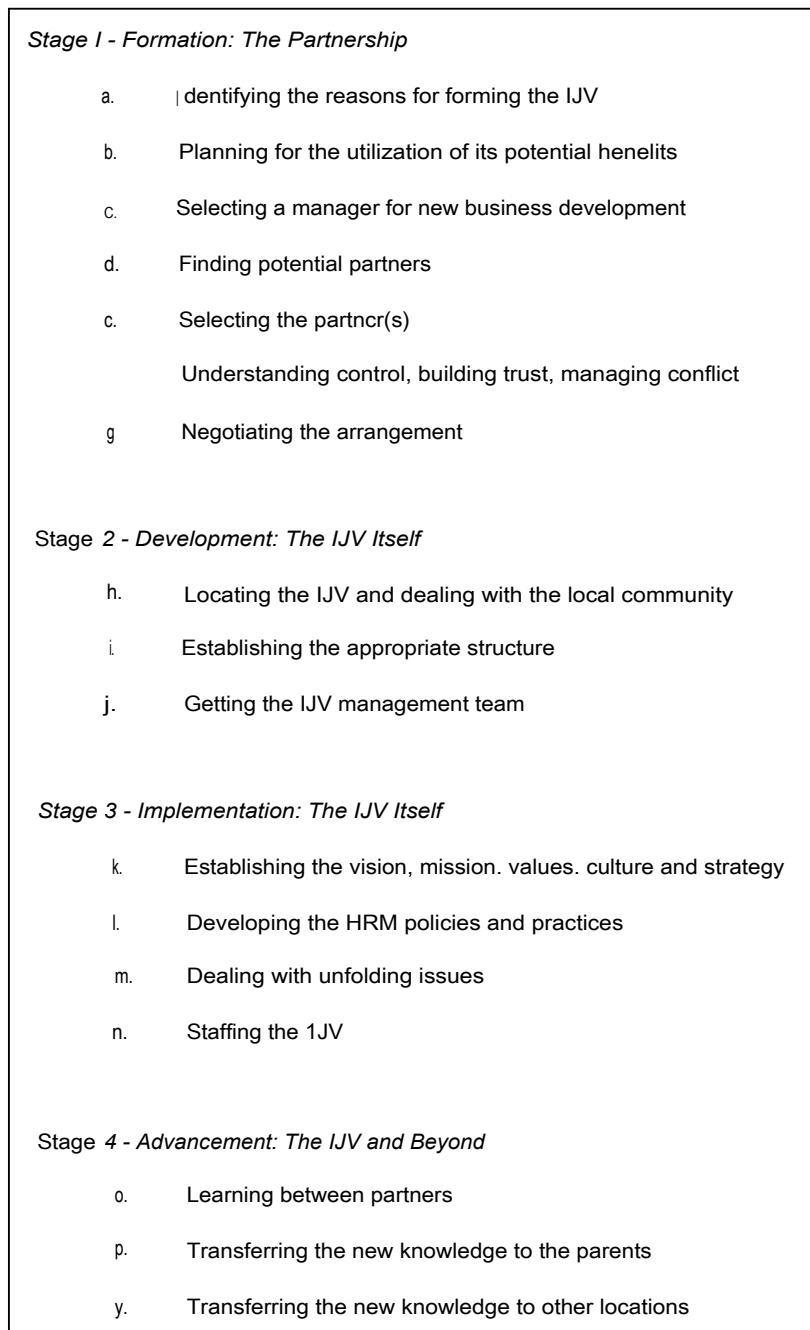 Stage I - Formation: The Partnership
a. | dentifying the reasons for forming the IJV
b. Planning for the utilization of its potential henelits
C. Selecting a manager for new business development
d. Finding potential partners
c. Selecting the partncr(s)
Understanding control, building trust, managing conflict
g Negotiating the arrangement
Stage 2 - Development: The IJV Itself
h. Locating the IJV and dealing with the local community
i. Establishing the appropriate structure
j. Getting the IJV management team
Stage 3 - Implementation: The IJV Itself
k. Establishing the vision, mission. values. culture and strategy
l. Developing the HRM policies and practices
m. Dealing with unfolding issues
n. Staffing the 1JV
Stage 4 - Advancement: The IJV and Beyond
o. Learning between partners
p. Transferring the new knowledge to the parents
y. Transferring the new knowledge to other locations